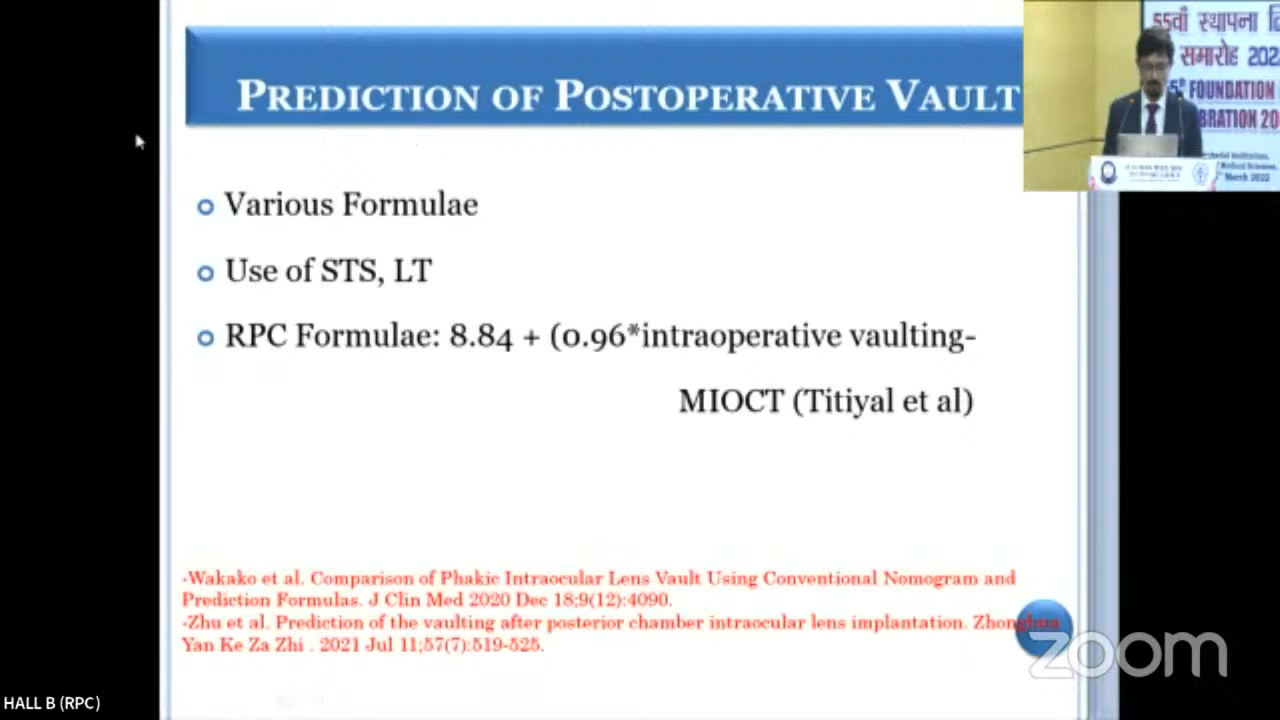 PREDICTION OF POSTOPERATIVE VAULT
Various Formulae
Use of STS, LT
RPC Formulae: 8.84 + (0.96*intraoperative vaulting-
MIOCT (Titiyal et al)
-Wakako et al. Comparison of Phakic Intraocular Lens Vault Using Conventional Nomogram and
Prediction Formulas. J Clin Med 2020 Dec 18;9(12):4090.
-Zhu et al. Prediction of the vaulting after posterior chamber intraocular lens implantation. Zhonghua
Yan Ke Za Zhi . 2021 Jul 11;57(7):519-525.
55वाँ स्थापना
समारोह 202
FOUNDATION
BRATION 20
Medical Sciences,
March 2022
zoom
HALL B (RPC)